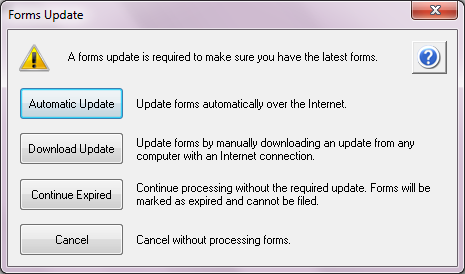 Forms Update
A forms update is required to make sure you have the latest forms.
Automatic Update
Update forms automatically over the Internet.
Download Update
Update forms by manually downloading an update from any
computer with an Internet connection.
Continue Expired
Continue processing without the required update. Forms will be
marked as expired and cannot be filed.
Cancel
Cancel without processing forms.